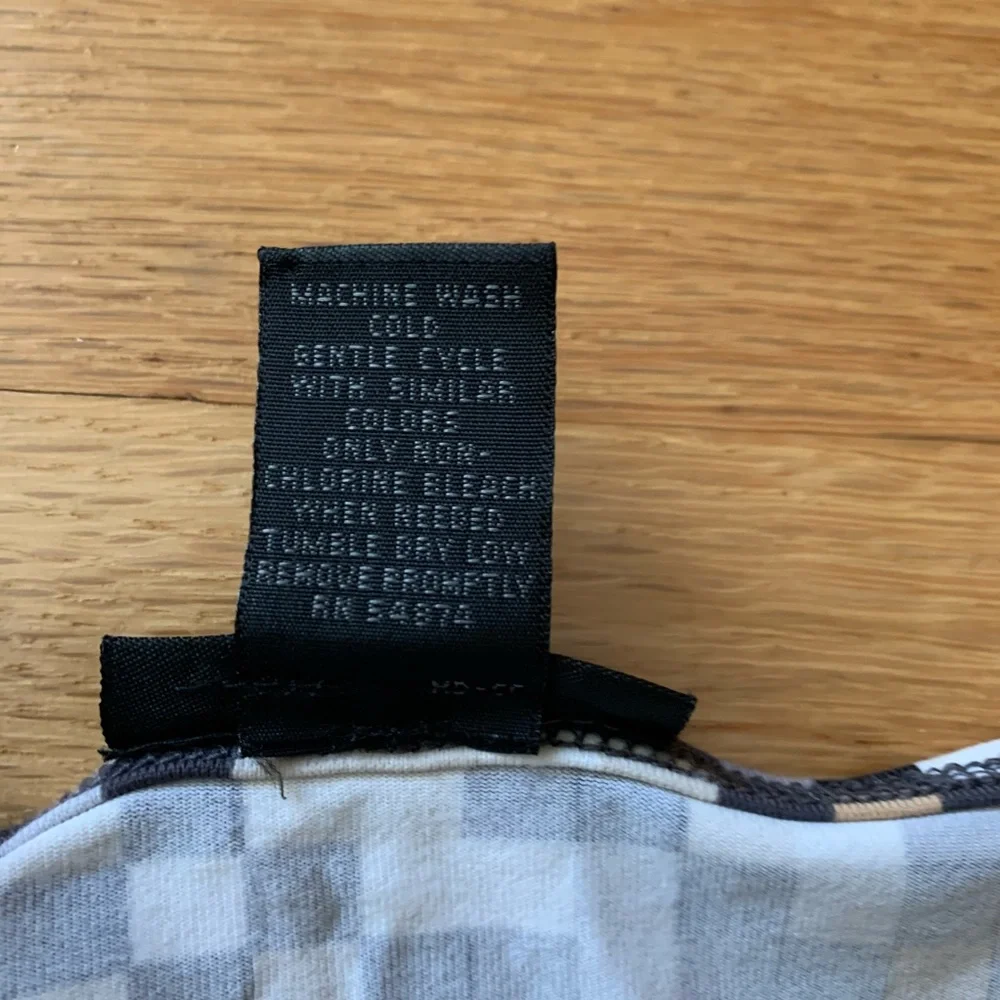 MACHINE WASH
COLD
GENTLE CYCLE
WITH SIMILAR
COLORS
ONLY NON-
CHLORINE BLEACH
WHEN NEEDED
TUMBLE DRY LOW
REMOVE PROMPTLY
RN 54874